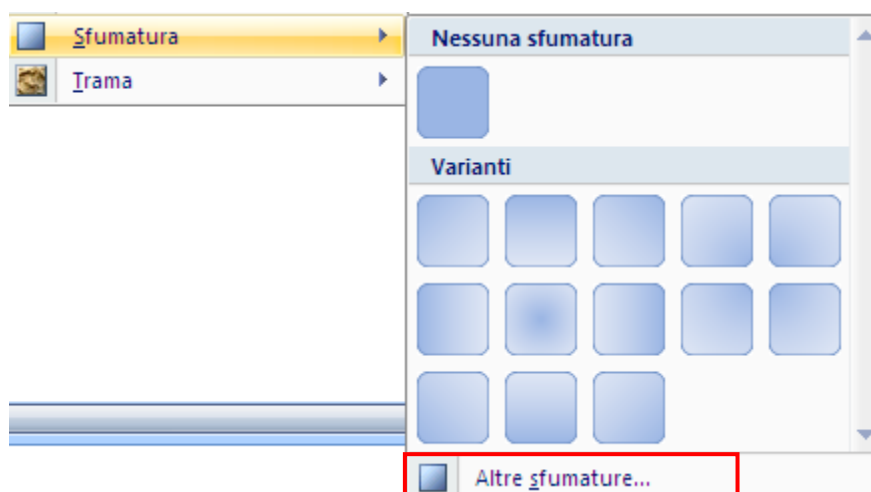 Sfumatura
Trama
Nessuna sfumatura
Varianti
Altre sfumature...